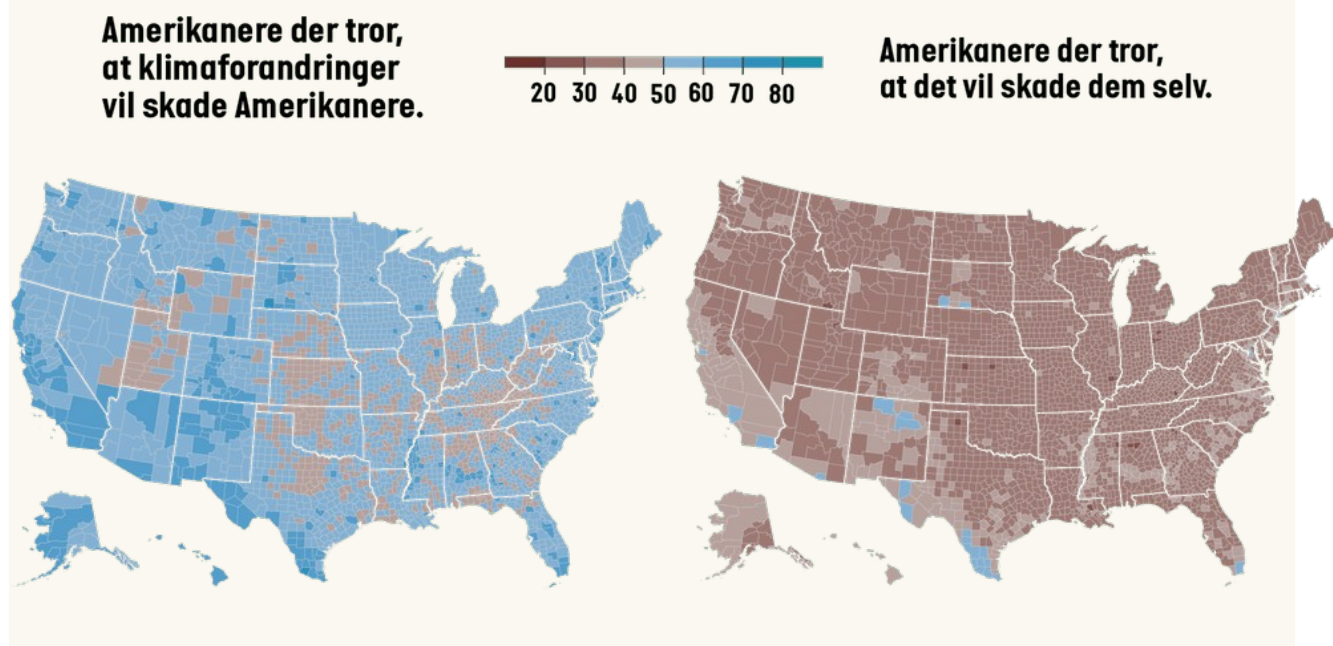 Amerikanere der tror,
at klimaforandringer
vil skade Amerikanere.
20 30 40 50 60 70 80
Amerikanere der tror,
at det vil skade dem selv.